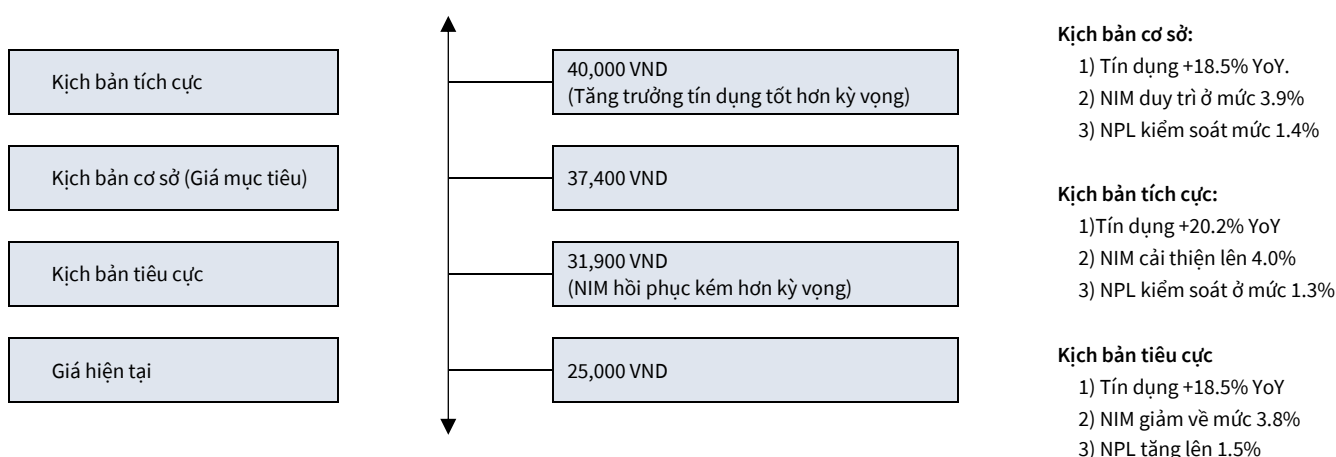 Kịch bản tích cực
40,000 VND
(Tăng trưởng tín dụng tốt hơn kỳ vọng)
Kịch bản cơ sở (Giá mục tiêu)
37,400 VND
Kịch bản tiêu cực
31,900 VND
(NIM hồi phục kém hơn kỳ vọng)
Giá hiện tại
25,000 VND
Kịch bản cơ sở:
1) Tín dụng +18.5% YoY.
2) NIM duy trì ở mức 3.9%
3) NPL kiểm soát mức 1.4%
Kịch bản tích cực:
1)Tín dụng +20.2% YoY
2) NIM cải thiện lên 4.0%
3) NPL kiểm soát ở mức 1.3%
Kịch bản tiêu cực
1) Tín dụng +18.5% YoY
2) NIM giảm về mức 3.8%
3) NPL tăng lên 1.5%